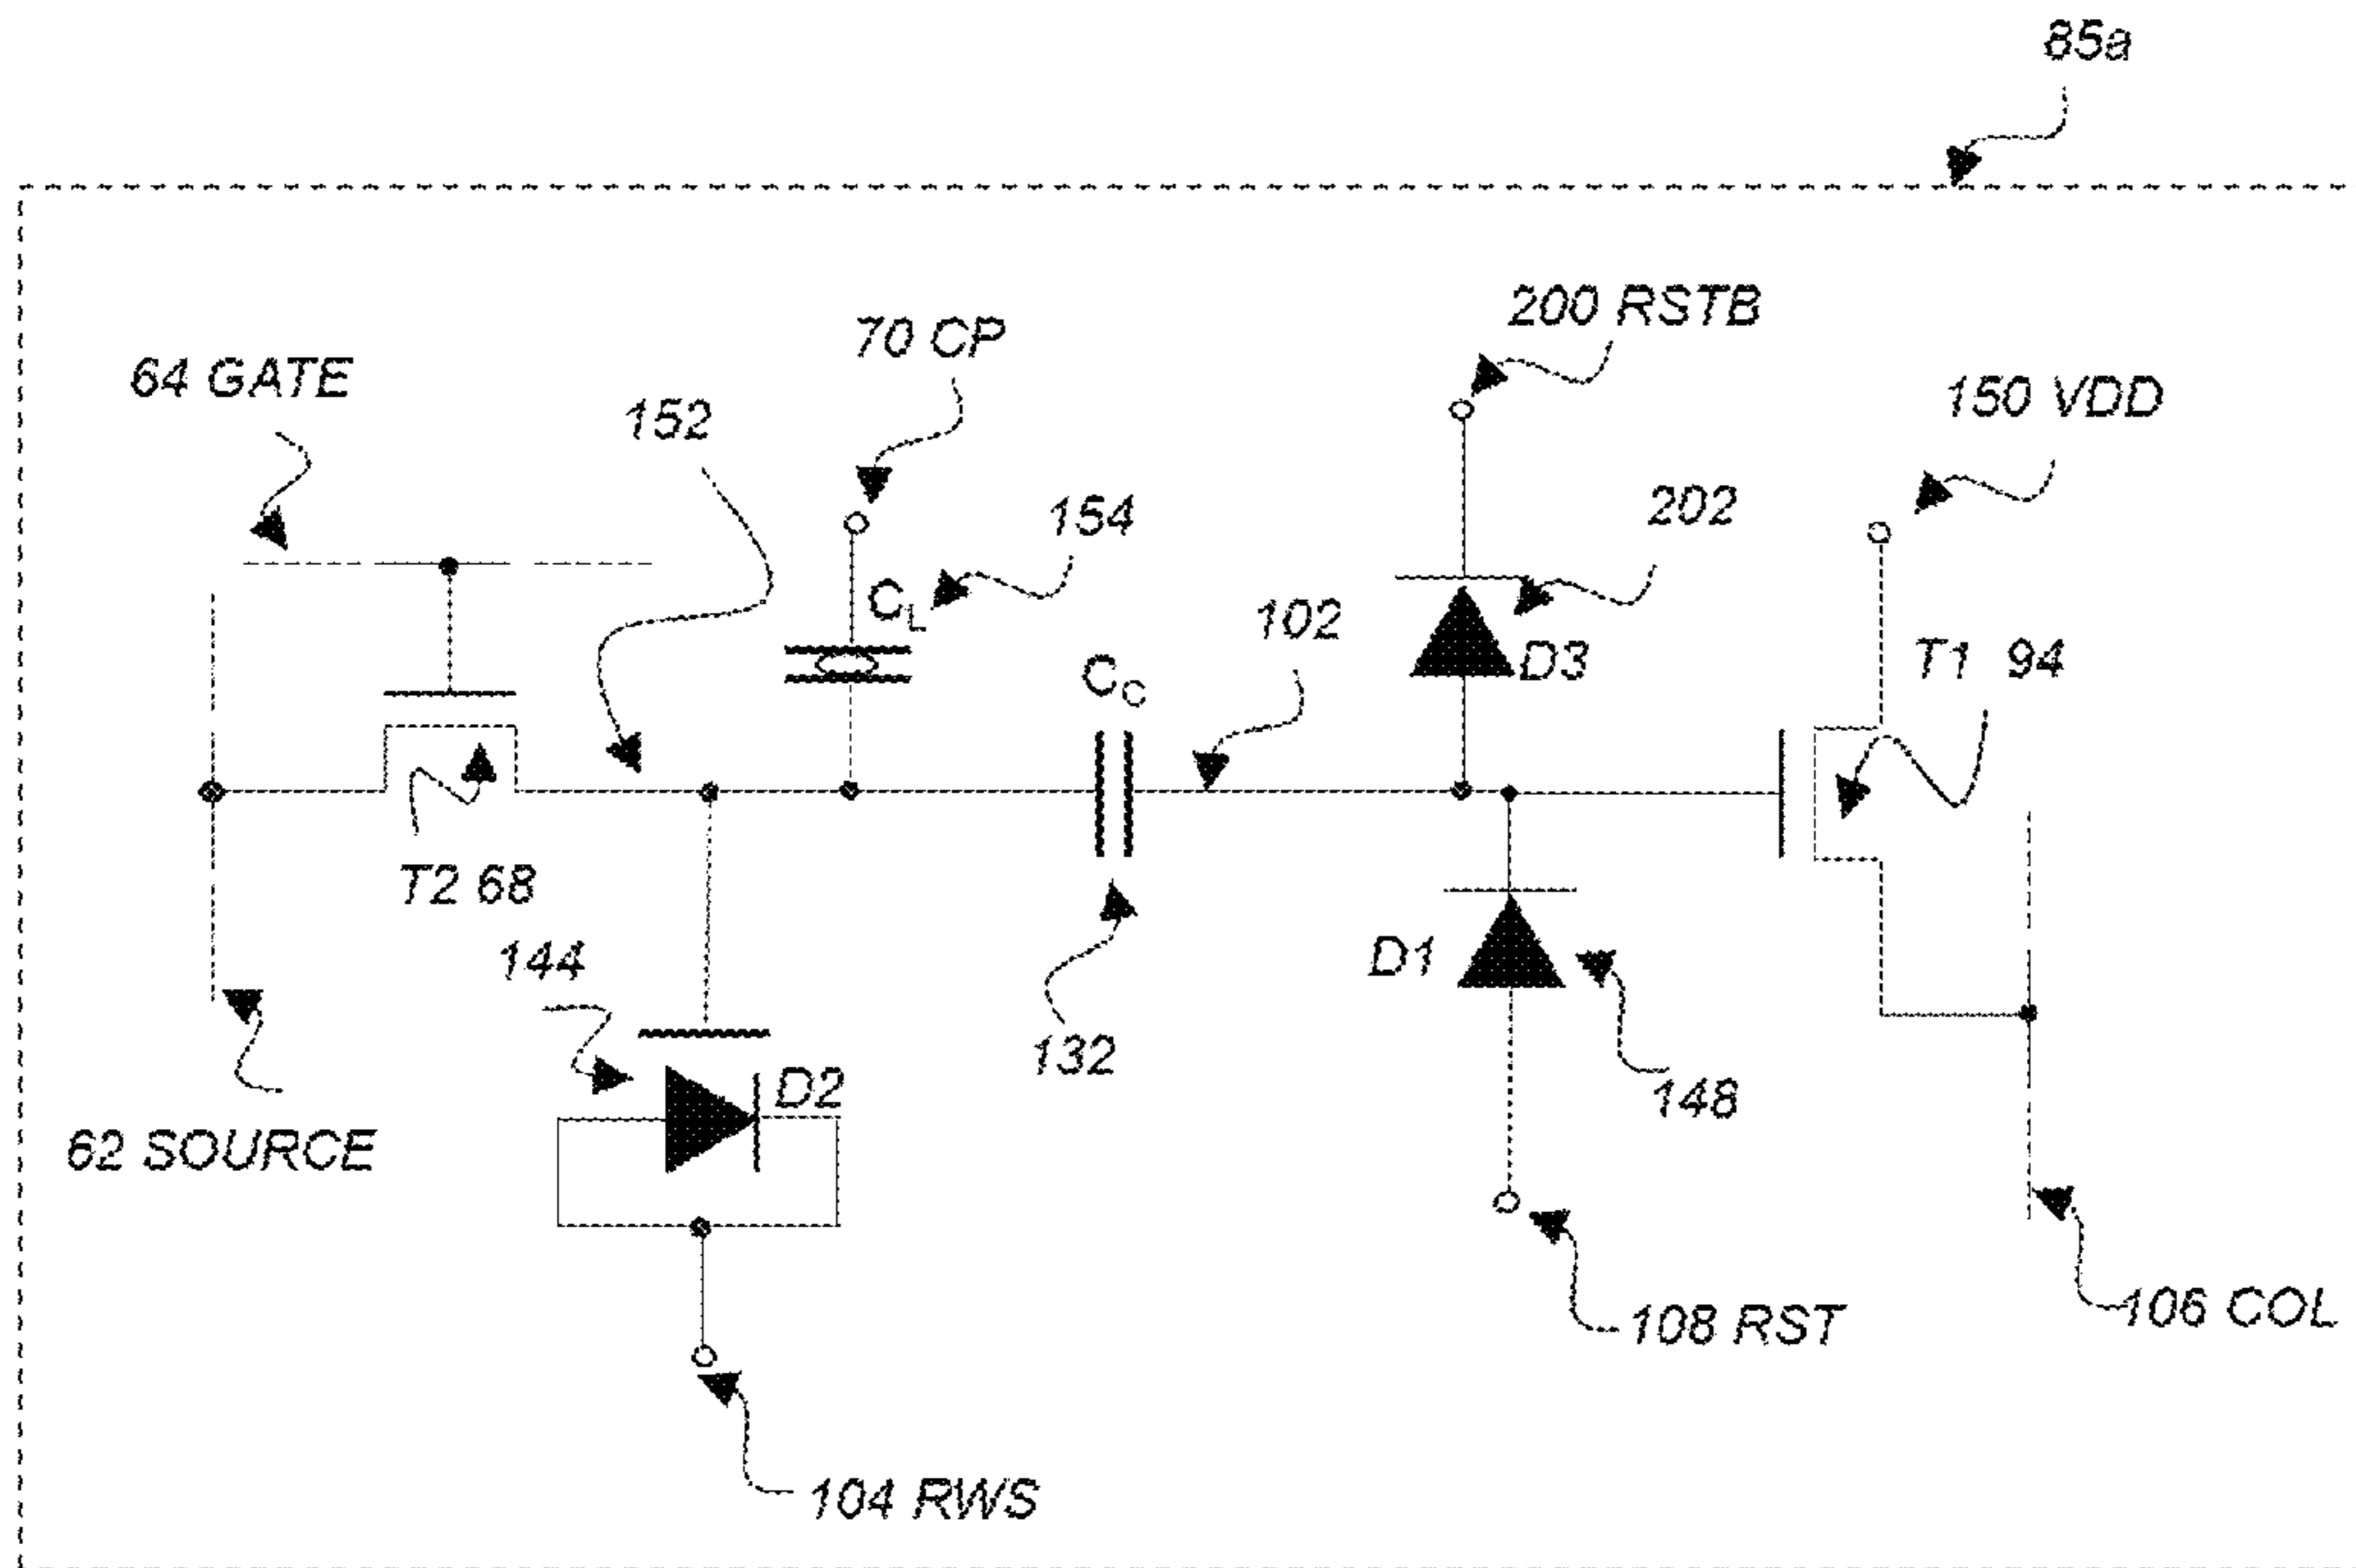 85a
200 RSTB
70 CP
64 GATE
150 VDD
152
154
202
CL
102
D3
T1 94
CC
T2 68
144
D1
132
D2
148
62 SOURCE
108 RST
106 COL
104 RWS